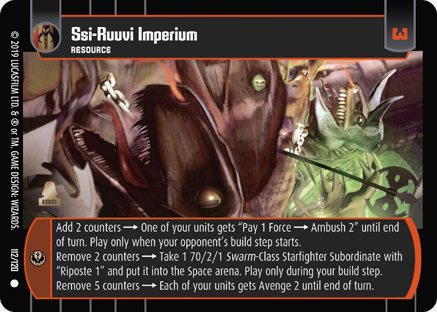 Ssi-Ruuvi Imperium
RESOURCE
Add 2 counters → One of your units gets "Pay 1 Force → Ambush 2" until end
of turn. Play only when your opponent's build step starts.
Remove 2 counters → Take 1 70/2/1 Swarm-Class Starfighter Subordinate with
"Riposte 1" and put it into the Space arena. Play only during your build step.
Remove 5 counters → Each of your units gets Avenge 2 until end of turn.
IDC
© 2019 LUCASFILM LTD. & ® or TM. GAME DESIGN: WIZARDS.